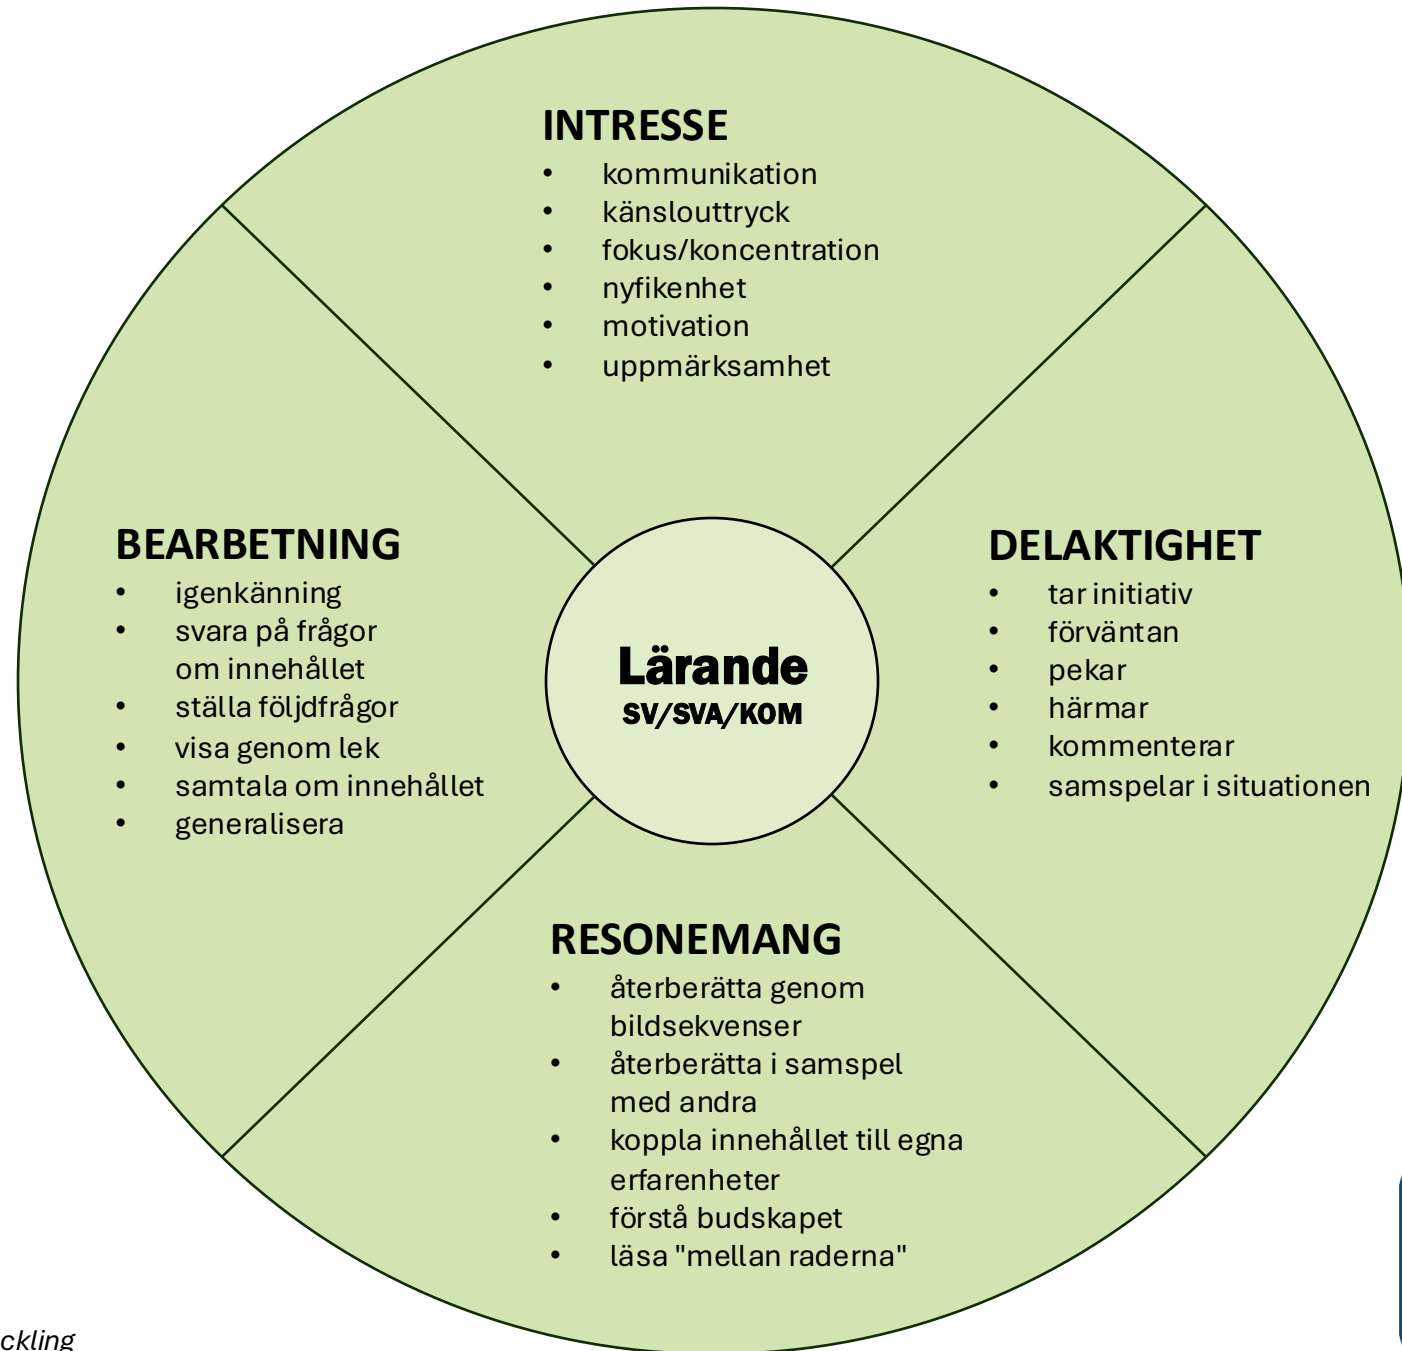 INTRESSE
• kommunikation
• känslouttryck
• fokus/koncentration
• nyfikenhet
• motivation
• uppmärksamhet
BEARBETNING
• igenkänning
• svara på frågor
om innehållet
• ställa följdfrågor
• visa genom lek
• samtala om innehållet
• generalisera
Lärande
SV/SVA/KOM
DELAKTIGHET
• tar initiativ
• förväntan
• pekar
• härmar
• kommenterar
• samspelar i situationen
RESONEMANG
• återberätta genom
bildsekvenser
• återberätta i samspel
med andra
• koppla innehållet till egna
erfarenheter
• förstå budskapet
• läsa "mellan raderna"
ckling